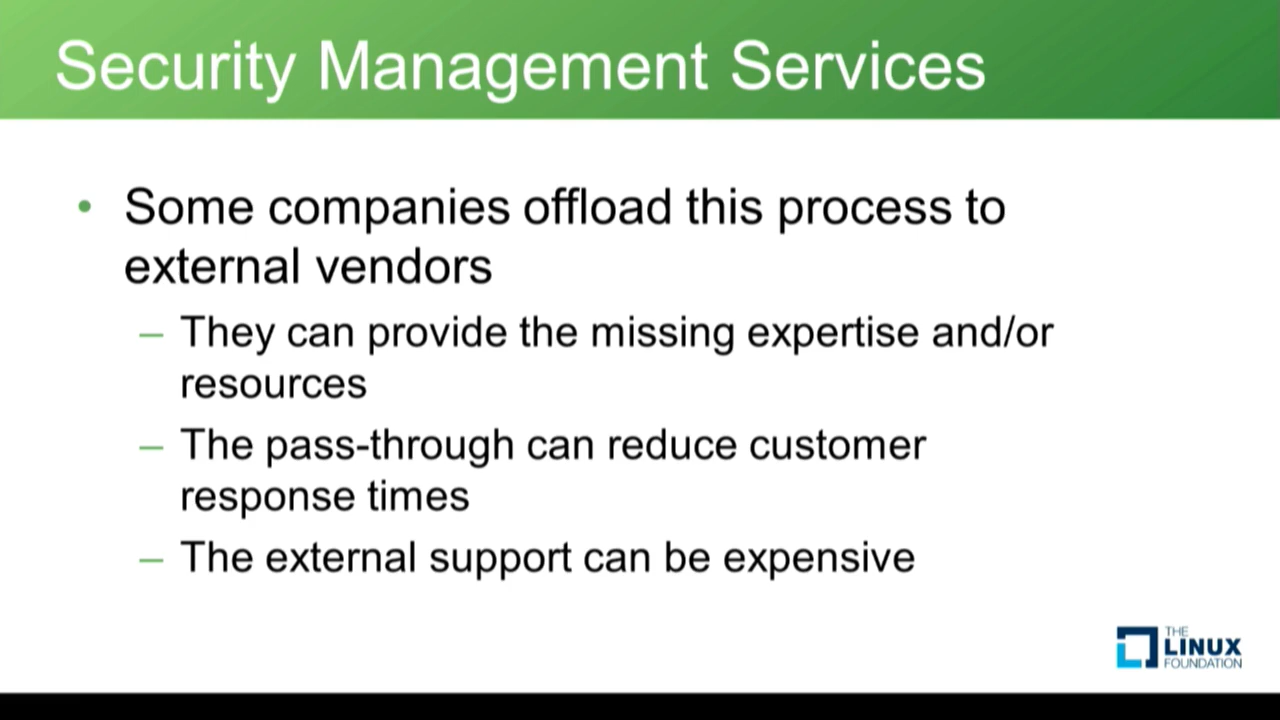 Security Management Services
• Some companies offload this process to
external vendors
– They can provide the missing expertise and/or
resources
– The pass-through can reduce customer
response times
– The external support can be expensive
THE
LINUX
FOUNDATION